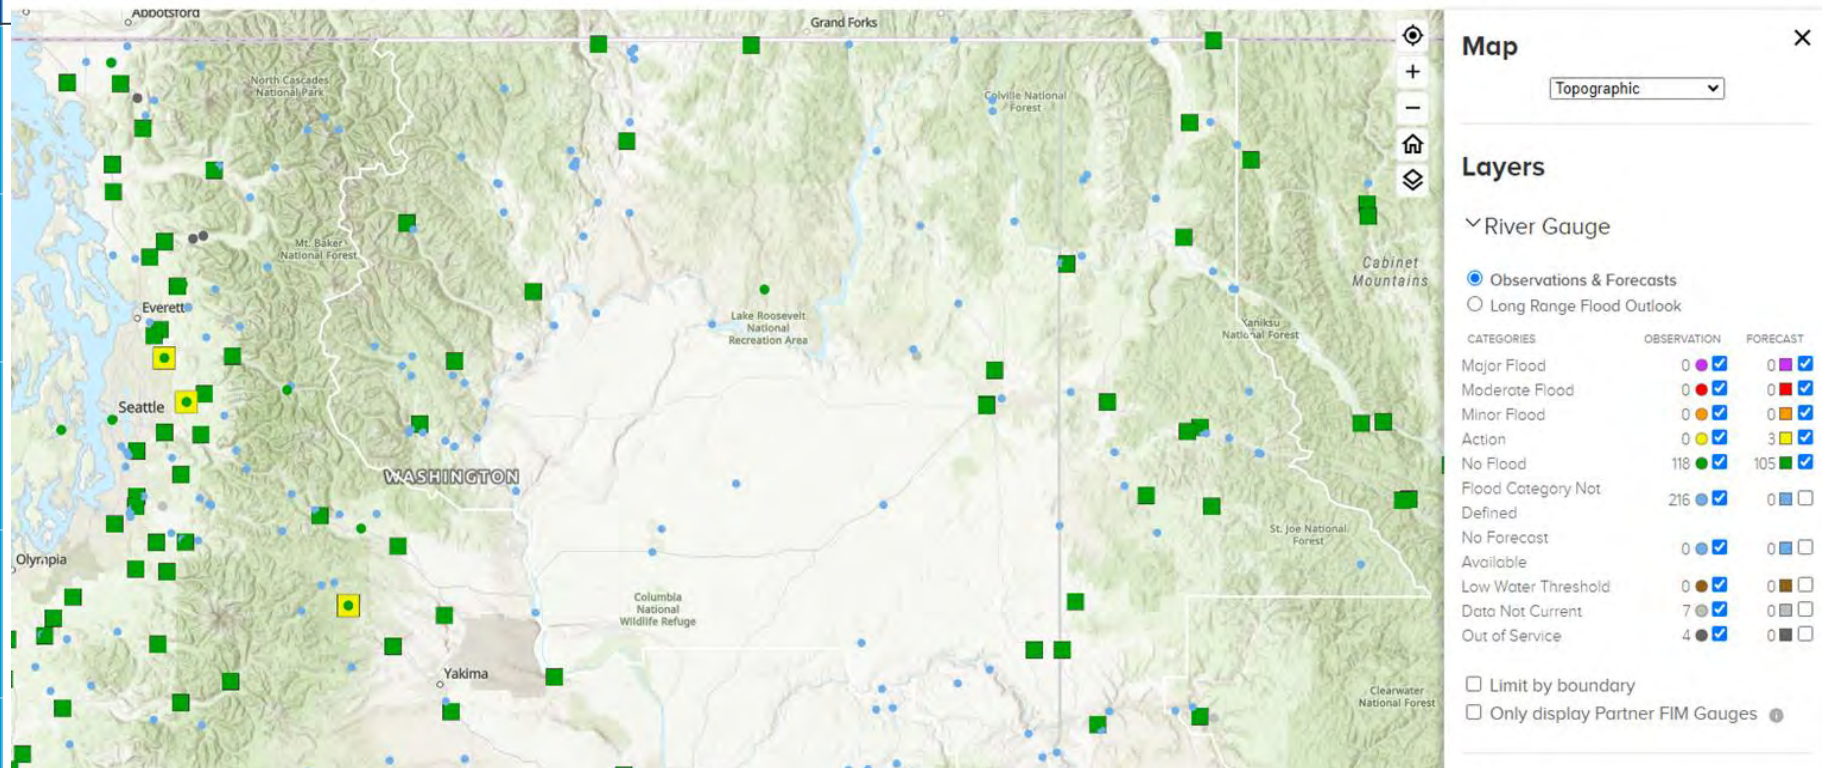 Abbotsford
Grand Forks
North Cascades
National Park
Colville National
Forest
Mt. Baker
National Forest
Cabinet
Mountains
Everett
Lake Roosevelt
National
Recreation Area
Kaniksu
National Forest
Seattle
WASHINGTON
St. Joe National
Forest
Olympia
Columbia
National
Wildlife Refuge
Yakima
Clearwater
National Forest
Map
Topographic
Layers
River Gauge
Observations & Forecasts
Long Range Flood Outlook
CATEGORIES OBSERVATION FORECAST
Major Flood 0 0
Moderate Flood 0 0
Minor Flood 0 0
Action 0 3
No Flood 118 105
Flood Category Not
Defined 216 0
No Forecast
Available 0 0
Low Water Threshold 0 0
Data Not Current 7 0
Out of Service 4 0
Limit by boundary
Only display Partner FIM Gauges